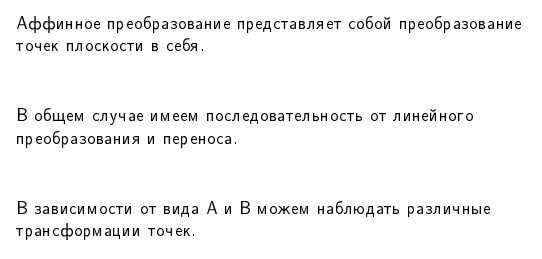 Аффинное преобразование представляет собой преобразование
точек плоскости в себя.
В общем случае имеем последовательность от линейного
преобразования и переноса.
В зависимости от вида A и B можем наблюдать различные
трансформации точек.